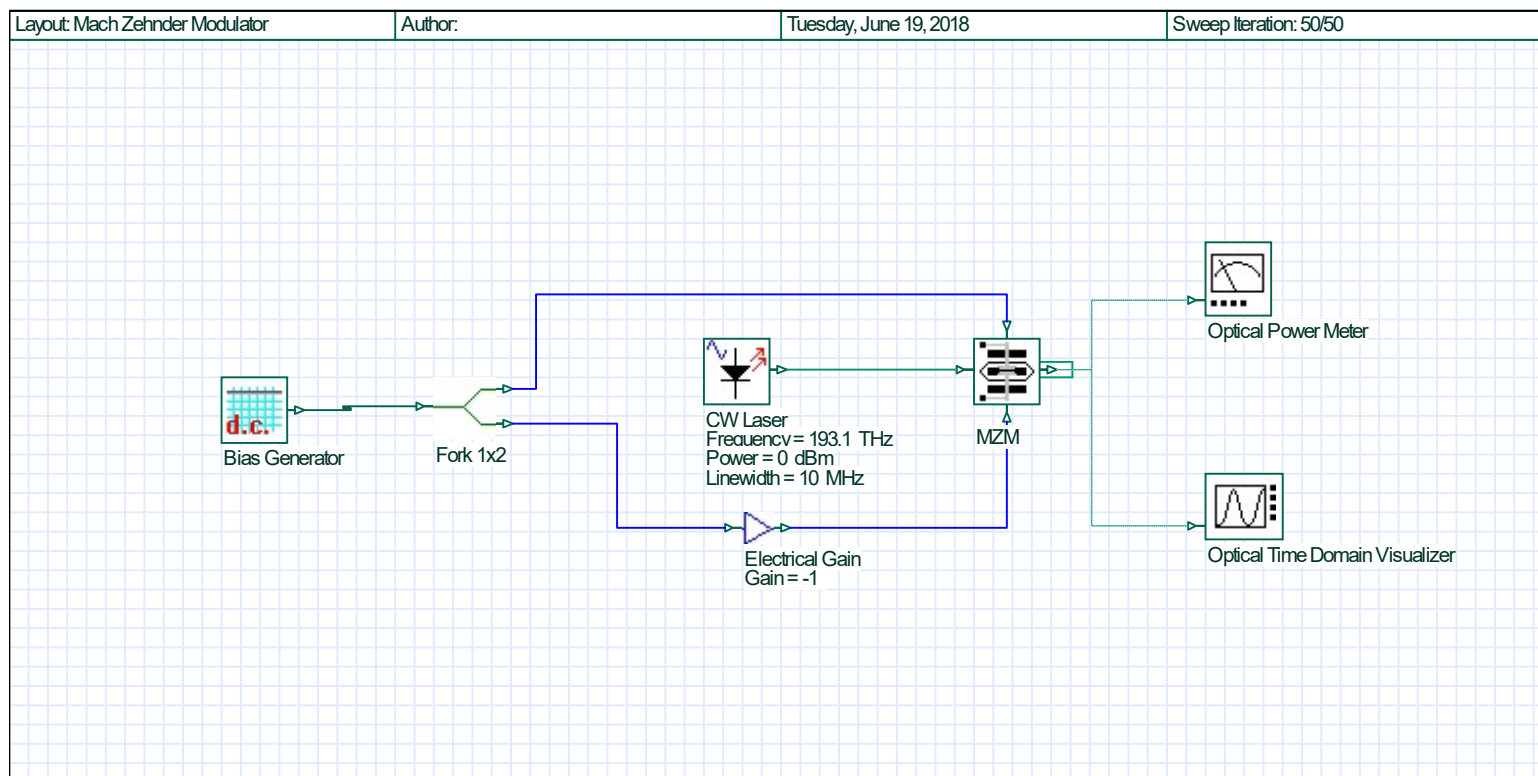 Layout: Mach Zehnder Modulator
Author:
Tuesday, June 19, 2018
Sweep Iteration: 50/50
Optical Power Meter
CW Laser
Frequency = 193.1 THz
Power = 0 dBm
Linewidth = 10 MHz
MZM
d.c.
Bias Generator
Fork 1x2
Optical Time Domain Visualizer
Electrical Gain
Gain = -1